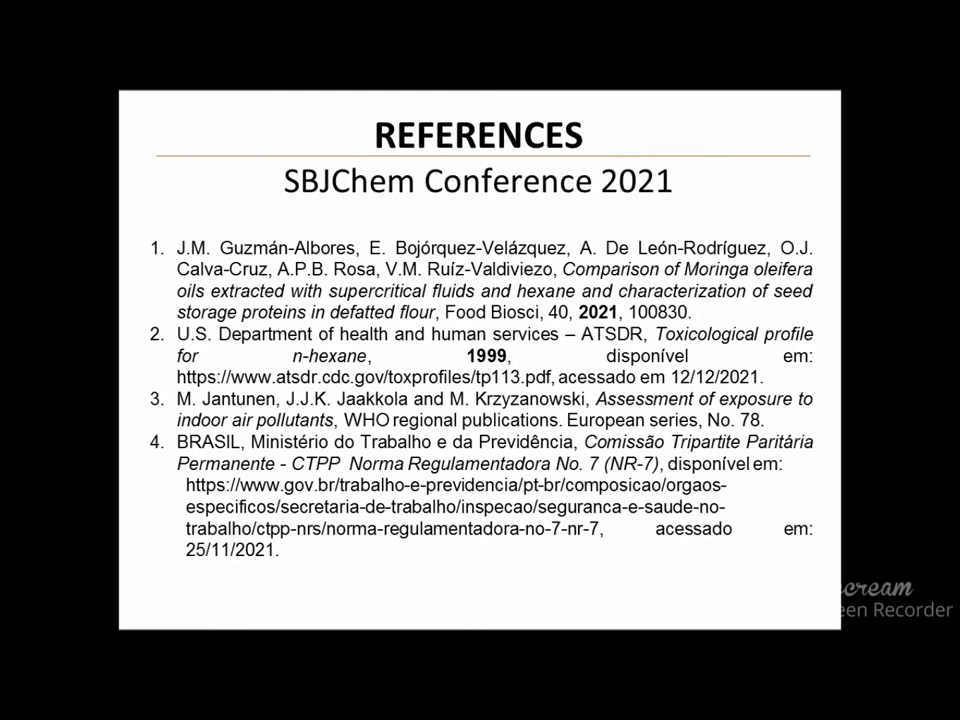 REFERENCES
SBJChem Conference 2021
1. J.M. Guzmán-Albores, E. Bojórquez-Velázquez, A. De León-Rodríguez, O.J.
Calva-Cruz, A.P.B. Rosa, V.M. Ruíz-Valdiviezo, Comparison of Moringa oleifera
oils extracted with supercritical fluids and hexane and characterization of seed
storage proteins in defatted flour, Food Biosci, 40, 2021, 100830.
2. U.S. Department of health and human services – ATSDR, Toxicological profile
for n-hexane, 1999, disponível em:
https://www.atsdr.cdc.gov/toxprofiles/tp113.pdf, acessado em 12/12/2021.
3. M. Jantunen, J.J.K. Jaakkola and M. Krzyzanowski, Assessment of exposure to
indoor air pollutants, WHO regional publications. European series, No. 78.
4. BRASIL, Ministério do Trabalho e da Previdência, Comissão Tripartite Paritária
Permanente - CTPP Norma Regulamentadora No. 7 (NR-7), disponível em:
https://www.gov.br/trabalho-e-previdencia/pt-br/composicao/orgaos-
especificos/secretaria-de-trabalho/inspecao/seguranca-e-saude-no-
trabalho/ctpp-nrs/norma-regulamentadora-no-7-nr-7, acessado em:
25/11/2021.
Recorder